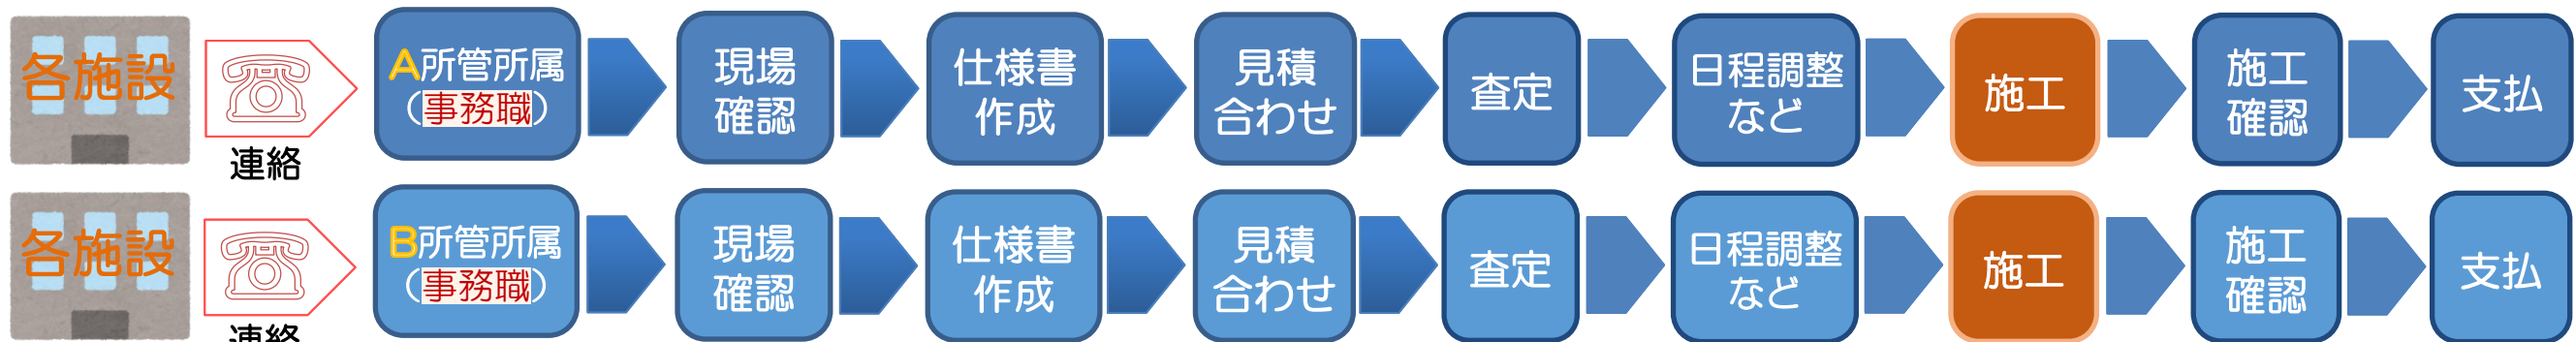 各施設
連絡
A所管所属
（事務職）
現場
確認
仕様書
作成
見積
合わせ
査定
日程調整
など
施工
施工
確認
支払
各施設
連絡
B所管所属
（事務職）
現場
確認
仕様書
作成
見積
合わせ
査定
日程調整
など
施工
施工
確認
支払